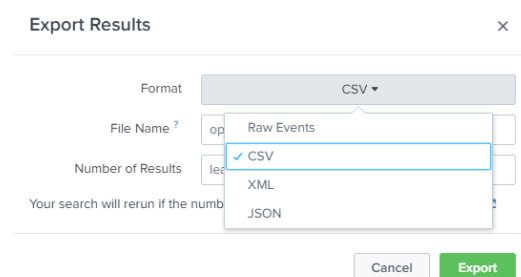 Export Results
Format CSV
File Name ? op
Raw Events
CSV
Number of Results lea
XML
Your search will rerun if the numb
JSON
Cancel Export